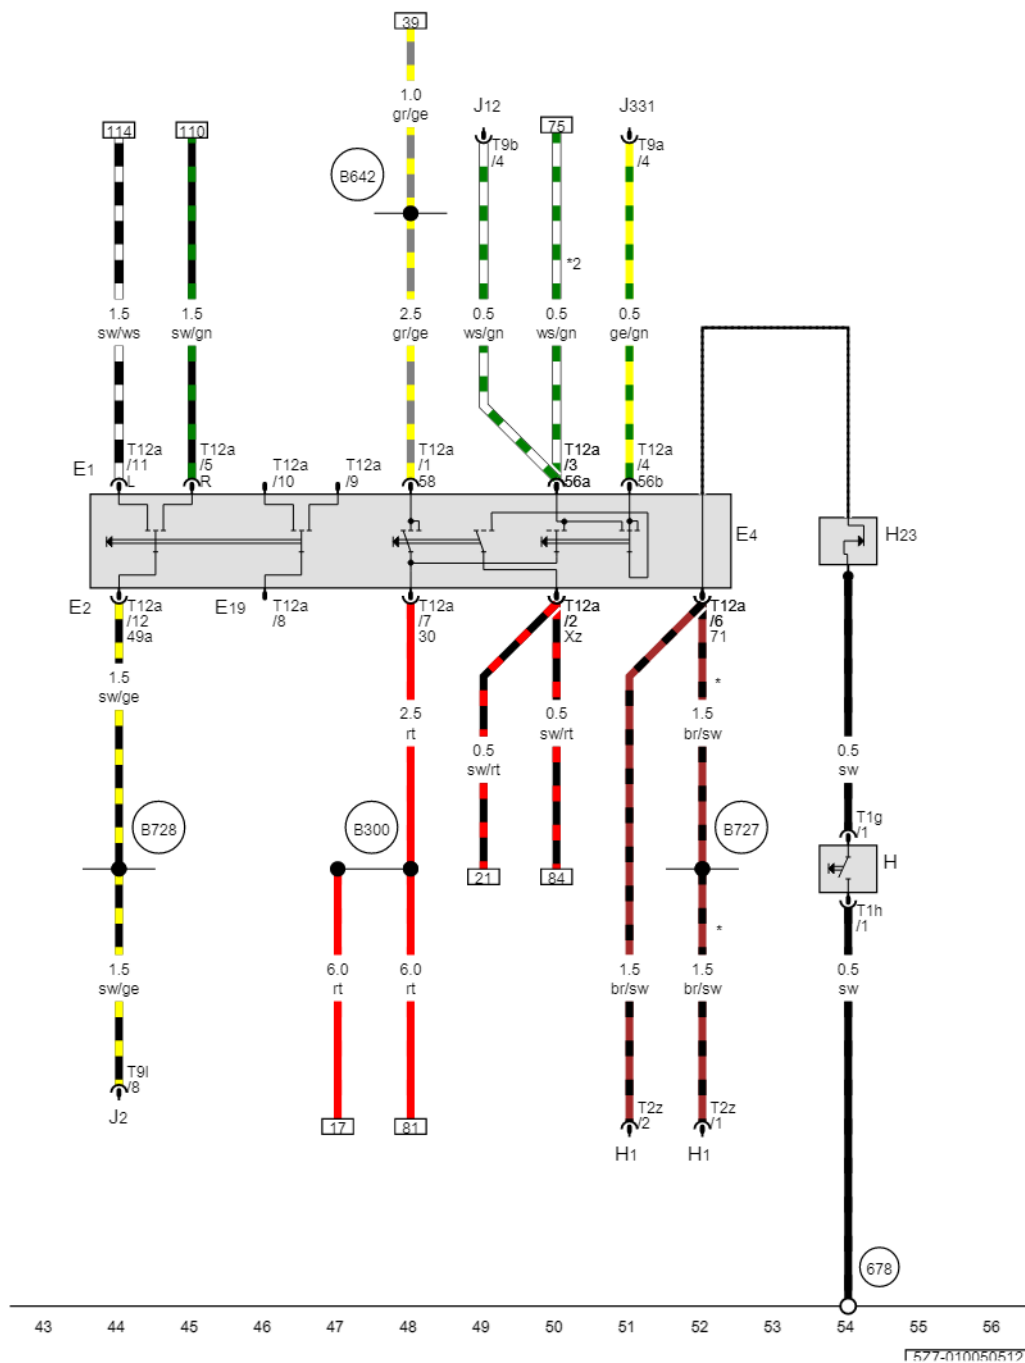 39
1.0
gr/ge
J12
J331
114
110
75
T9b
/4
T9a
/4
B642
*2
1.5
sw/ws
1.5
sw/gn
2.5
gr/ge
0.5
ws/gn
0.5
ws/gn
0.5
ge/gn
E1
T12a
/11
L
T12a
/5
R
T12a
/10
T12a
/9
T12a
/1
58
T12a
/3
56a
T12a
/4
56b
E4
H23
E2
T12a
/12
49a
E19
T12a
/8
T12a
/7
30
T12a
/2
Xz
T12a
/6
71
*
1.5
sw/ge
2.5
rt
0.5
sw/rt
0.5
sw/rt
1.5
br/sw
0.5
sw
B728
B300
B727
T1g
/1
H
21
84
T1h
/1
*
1.5
sw/ge
6.0
rt
6.0
rt
1.5
br/sw
1.5
br/sw
0.5
sw
T9l
/8
J2
17
81
T2z
/2
H1
T2z
/1
H1
678
43 44 45 46 47 48 49 50 51 52 53 54 55 56
577-010050512